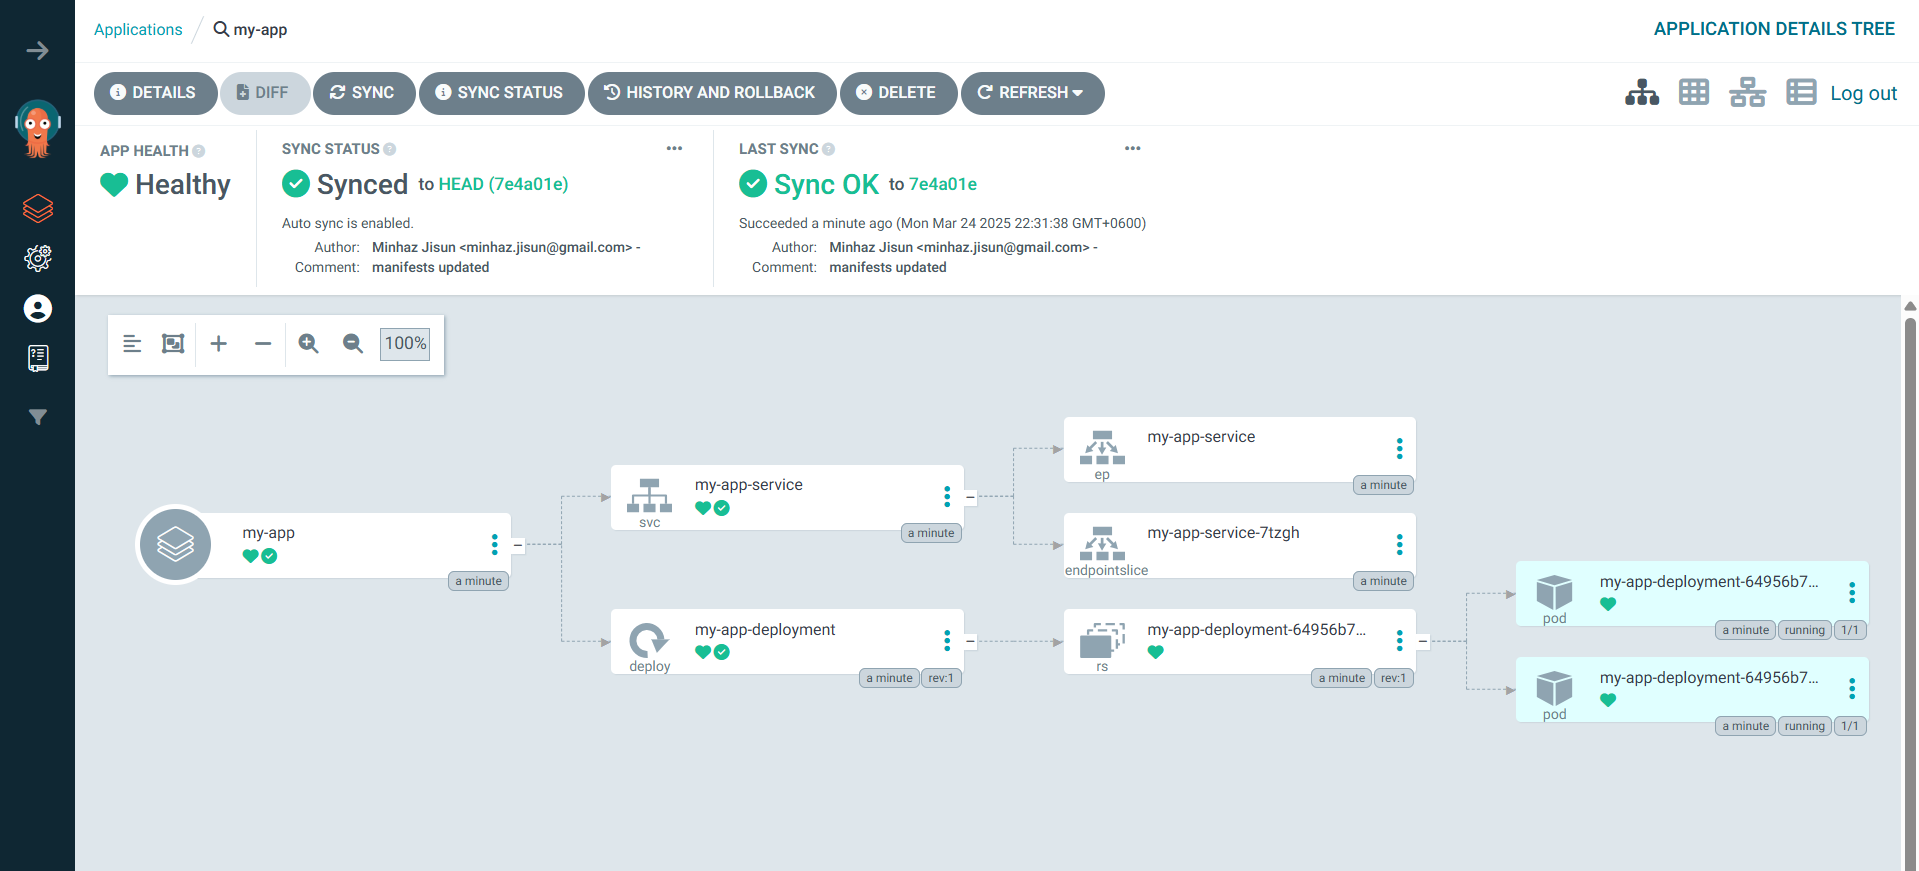 Applications / my-app
APPLICATION DETAILS TREE
DETAILS
DIFF
SYNC
SYNC STATUS
HISTORY AND ROLLBACK
DELETE
REFRESH
Log out
APP HEALTH
Healthy
SYNC STATUS
Synced to HEAD (7e4a01e)
Auto sync is enabled.
Author: Minhaz Jisun <minhaz.jisun@gmail.com> -
Comment: manifests updated
LAST SYNC
Sync OK to 7e4a01e
Succeeded a minute ago (Mon Mar 24 2025 22:31:38 GMT+0600)
Author: Minhaz Jisun <minhaz.jisun@gmail.com> -
Comment: manifests updated
100%
my-app
a minute
my-app-service
svc
a minute
my-app-deployment
deploy
a minute rev:1
my-app-service
ep
a minute
my-app-service-7tzgh
endpointslice
a minute
my-app-deployment-64956b7...
rs
a minute rev:1
my-app-deployment-64956b7...
pod
a minute running 1/1
my-app-deployment-64956b7...
pod
a minute running 1/1